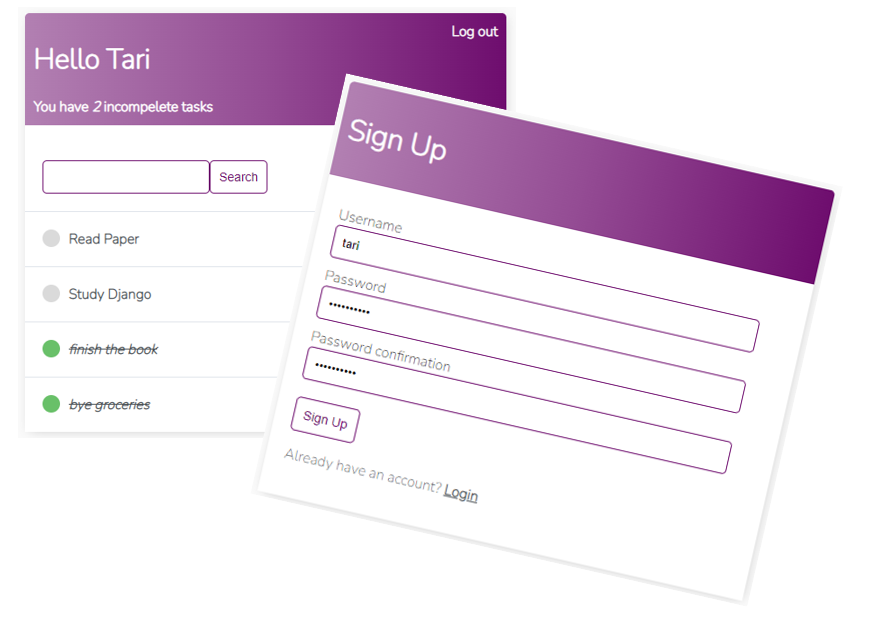 Log out
Hello Tari
You have 2 incompelete tasks
Search
Read Paper
Study Django
finish the book
bye groceries
Sign Up
Username
tari
Password
••••••••••
Password confirmation
••••••••••
Sign Up
Already have an account? Login